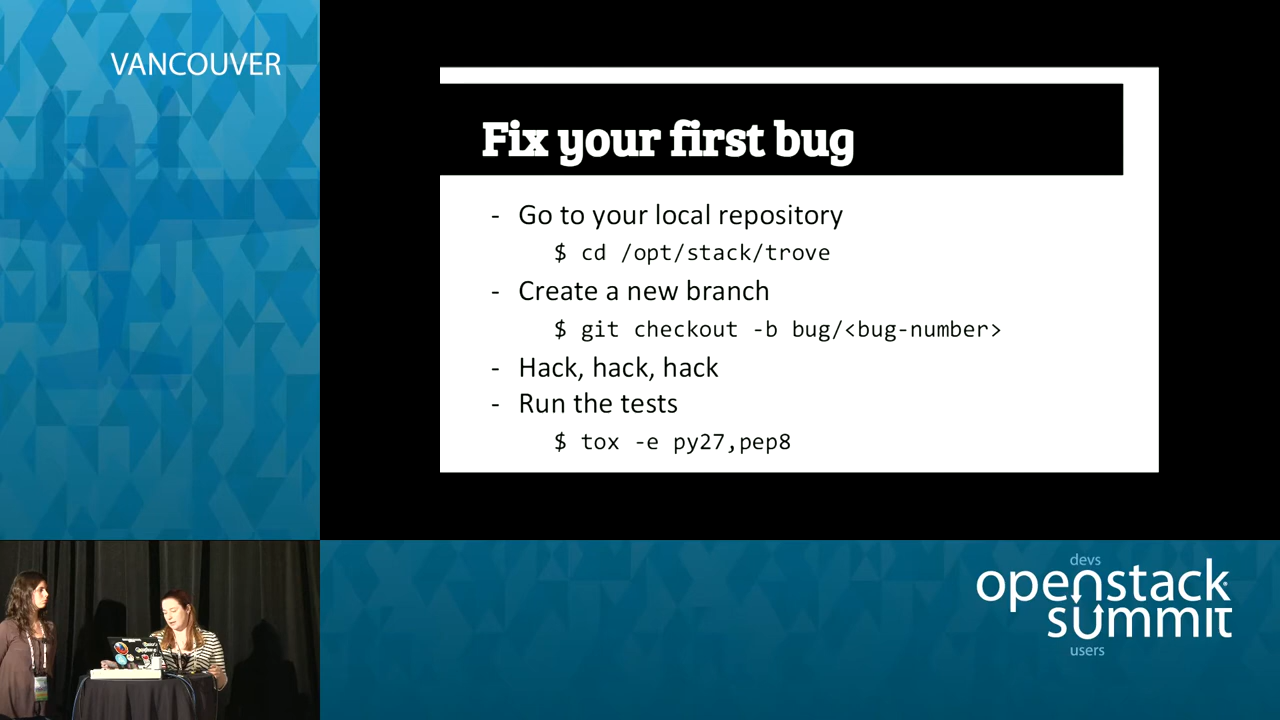 VANCOUVER
Fix your first bug
- Go to your local repository
$ cd /opt/stack/trove
- Create a new branch
$ git checkout -b bug/<bug-number>
- Hack, hack, hack
- Run the tests
$ tox -e py27,pep8
devs
openstack
summit
users